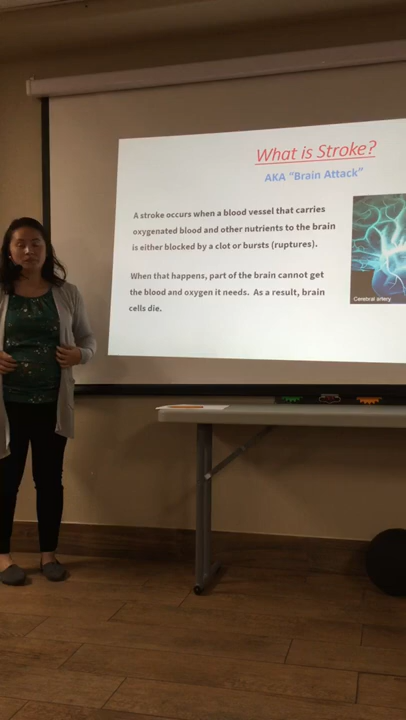 What is Stroke?
AKA "Brain Attack"
A stroke occurs when a blood vessel that carries
oxygenated blood and other nutrients to the brain
is either blocked by a clot or bursts (ruptures).
When that happens, part of the brain cannot get
the blood and oxygen it needs. As a result, brain
cells die.
Cerebral artery